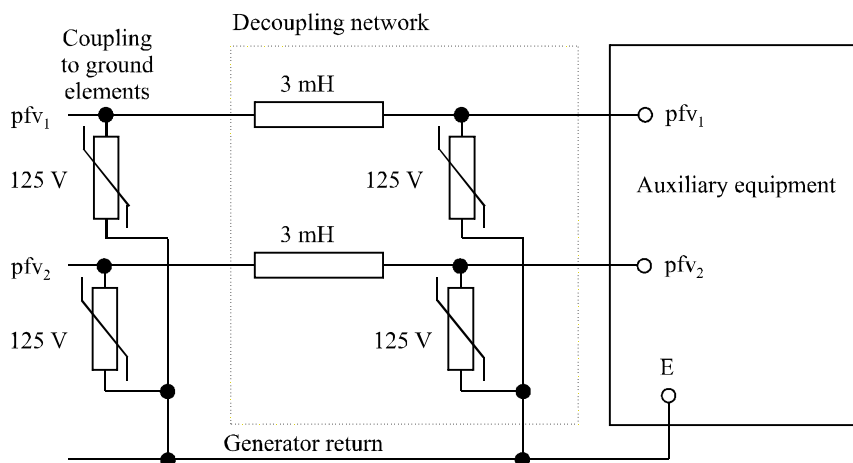 Decoupling network
Coupling
to ground
elements
3 mH
pfv₁
pfv₁
125 V
125 V
Auxiliary equipment
3 mH
pfv₂
pfv₂
125 V
125 V
E
Generator return